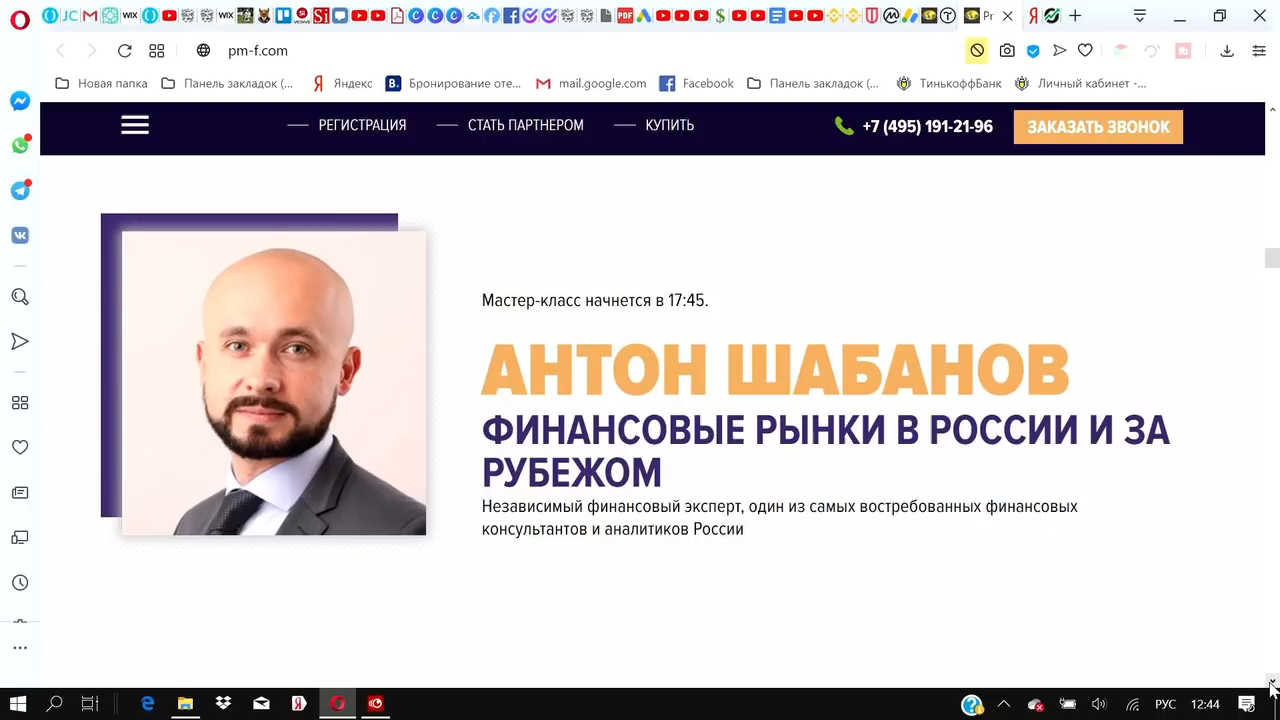 pm-f.com
Новая папка
Панель закладок (...
Яндекс
Бронирование оте...
mail.google.com
Facebook
Панель закладок (...
ТинькоффБанк
Личный кабинет -...
РЕГИСТРАЦИЯ
СТАТЬ ПАРТНЕРОМ
КУПИТЬ
+7 (495) 191-21-96
ЗАКАЗАТЬ ЗВОНОК
Мастер-класс начнется в 17:45.
АНТОН ШАБАНОВ
ФИНАНСОВЫЕ РЫНКИ В РОССИИ И ЗА
РУБЕЖОМ
Независимый финансовый эксперт, один из самых востребованных финансовых
консультантов и аналитиков России
РУС
12:44